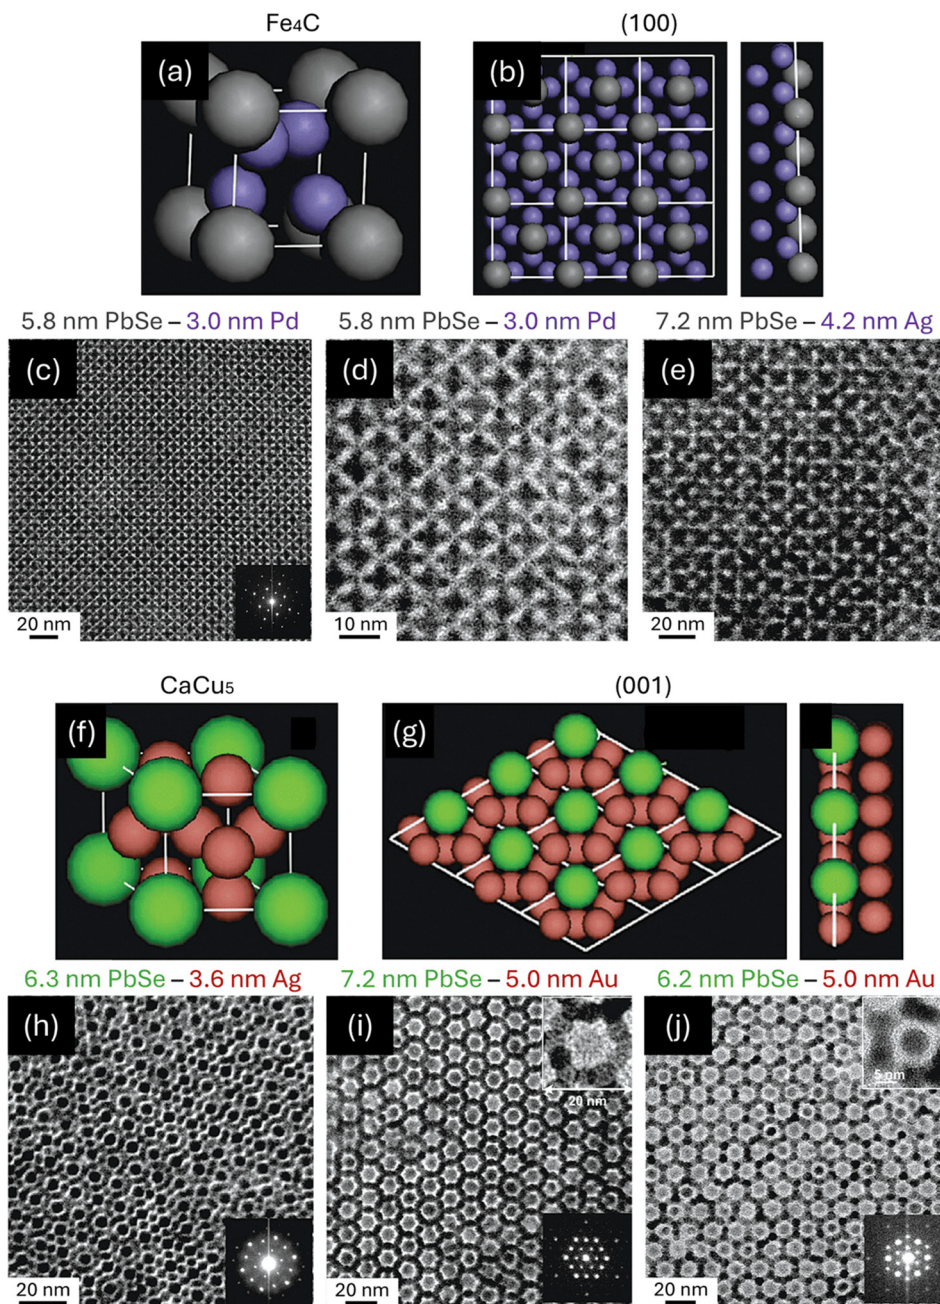 Fe₄C (100)
(a) (b)
5.8 nm PbSe – 3.0 nm Pd 5.8 nm PbSe – 3.0 nm Pd 7.2 nm PbSe – 4.2 nm Ag
(c) (d) (e)
20 nm 10 nm 20 nm
CaCu₅ (001)
(f) (g)
6.3 nm PbSe – 3.6 nm Ag 7.2 nm PbSe – 5.0 nm Au 6.2 nm PbSe – 5.0 nm Au
(h) (i) (j)
5 nm
20 nm
20 nm 20 nm 20 nm